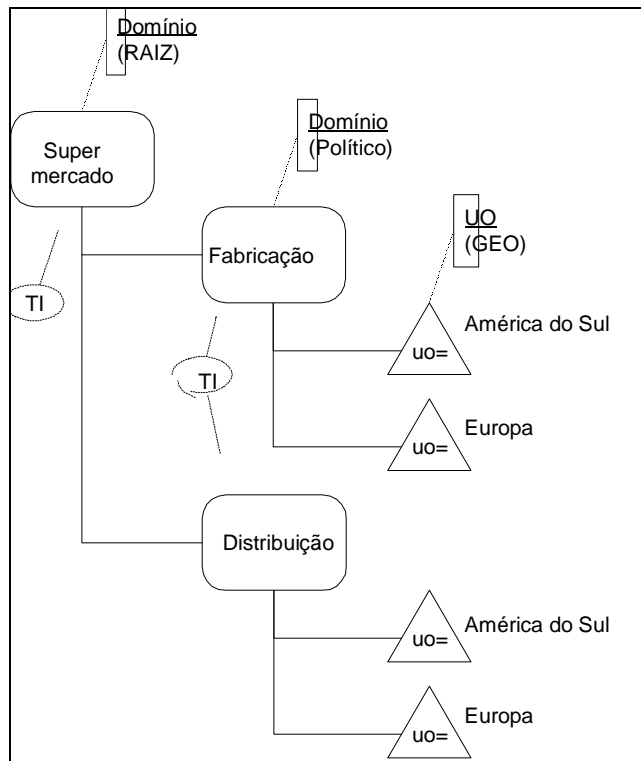 Domínio
(RAIZ)
Super
mercado
Domínio
(Político)
Fabricação
UO
(GEO)
TI
América do Sul
uo=
TI
Europa
uo=
Distribuição
América do Sul
uo=
Europa
uo=